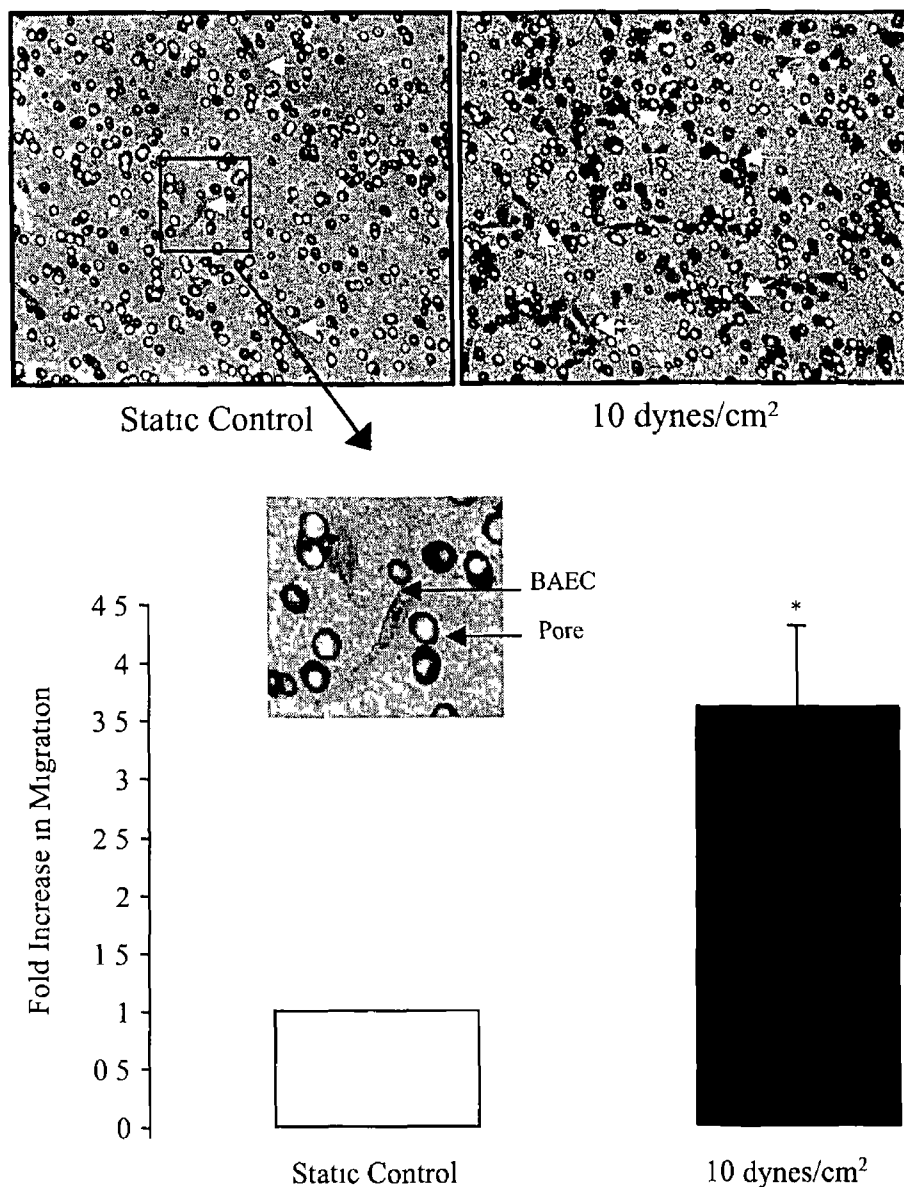 Static Control
10 dynes/cm²
BAEC
Pore
Fold Increase in Migration
4 5
4
3 5
3
2 5
2
1 5
1
0 5
0
*
Static Control
10 dynes/cm²